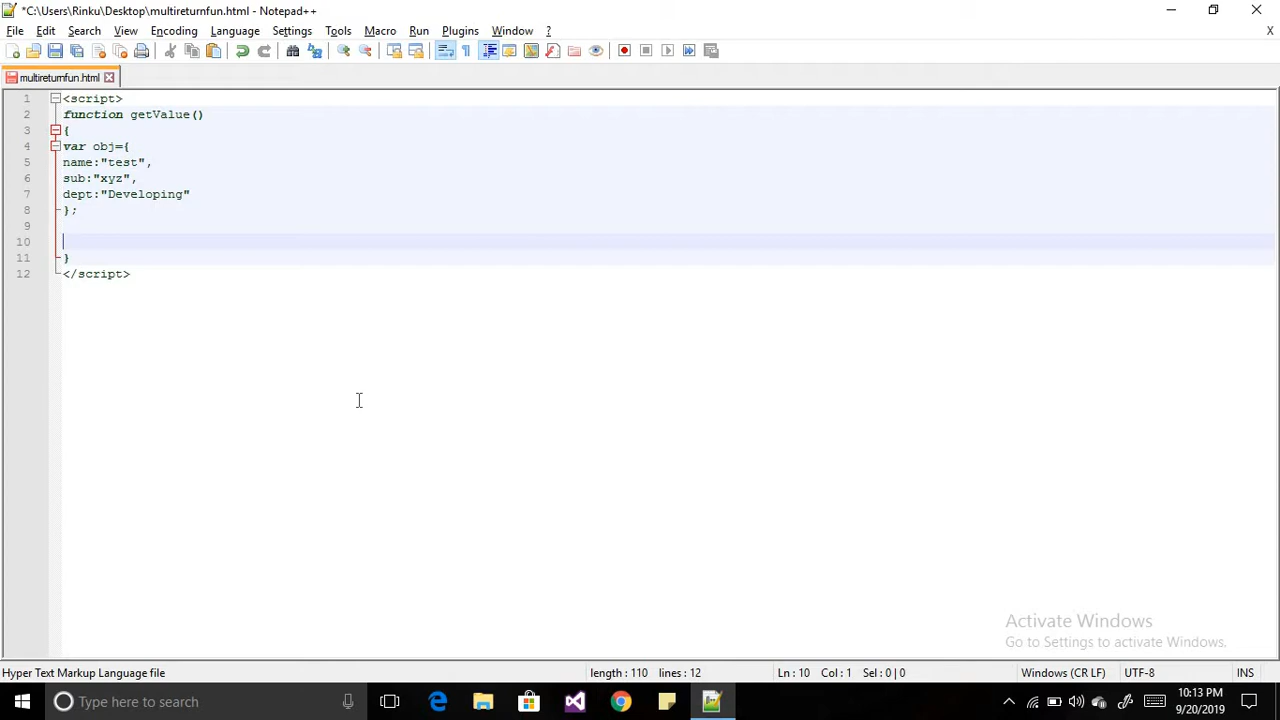 *C:\Users\Rinku\Desktop\multireturnfun.html - Notepad++
File Edit Search View Encoding Language Settings Tools Macro Run Plugins Window ? X
multireturnfun.html
1 <script>
2 function getValue()
3 {
4 var obj={
5 name:"test",
6 sub:"xyz",
7 dept:"Developing"
8 };
9
10
11 }
12 </script>
Activate Windows
Go to Settings to activate Windows.
Hyper Text Markup Language file length : 110 lines : 12 Ln : 10 Col : 1 Sel : 0 | 0 Windows (CR LF) UTF-8 INS
Type here to search
10:13 PM
9/20/2019